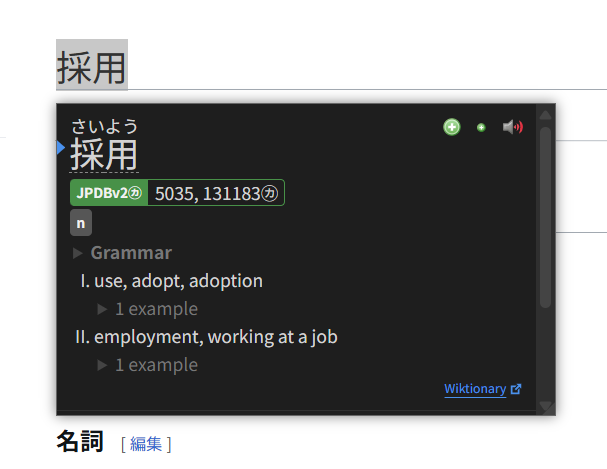 採用
さいよう
採用
JPDBv2㋕ 5035, 131183㋕
n
Grammar
I. use, adopt, adoption
1 example
II. employment, working at a job
1 example
Wiktionary
名詞 [ 編集 ]